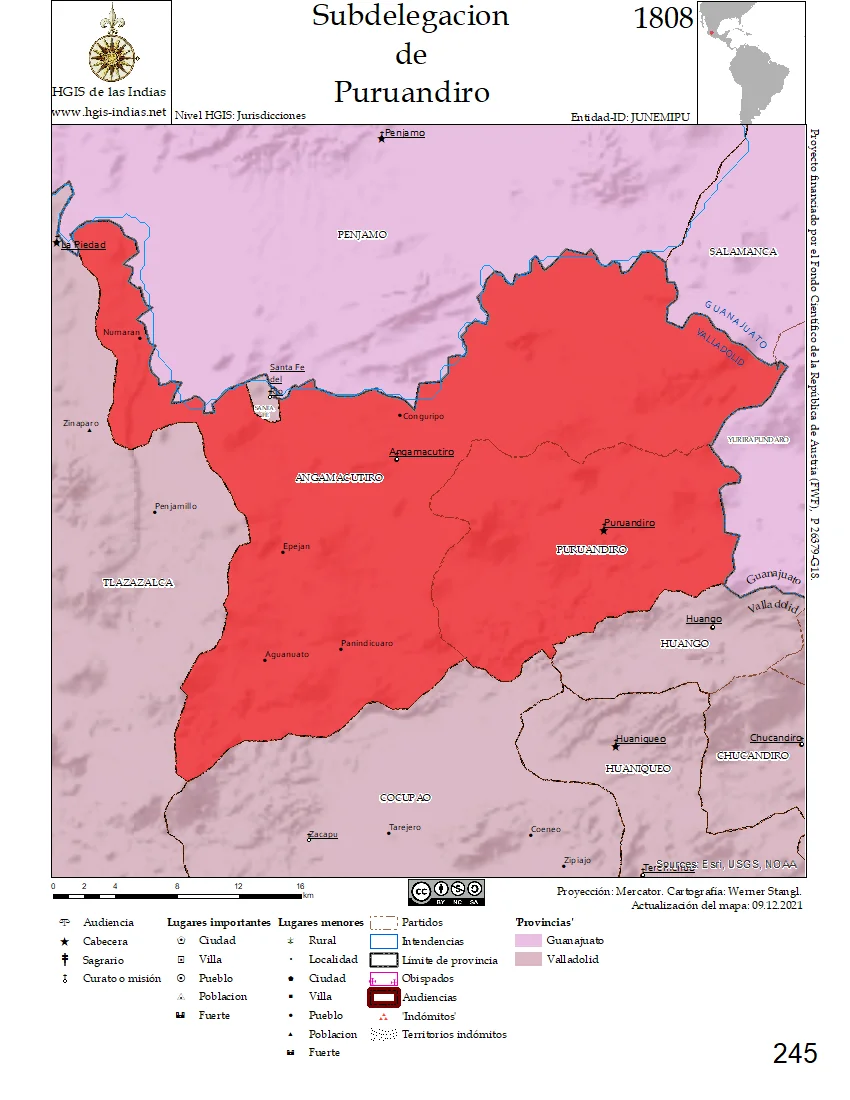 Subdelegacion
de
Puruandiro
1808
HGIS de las Indias
www.hgis-indias.net
Nivel HGIS: Jurisdicciones
Entidad-ID: JUNEMIPU
Proyecto financiado por el Fondo Científico de la República de Austria (FWF), P 26379-G18.
Penjamo
PENJAMO
SALAMANCA
La Piedad
GUANAJUATO
VALLADOLID
Numaran
Santa Fe
del
SANTA
Conguripo
Zinaparo
YURIRAPUNDARO
Angamacutiro
ANGAMACUTIRO
Penjamillo
Puruandiro
PURUANDIRO
Epejan
TLAZAZALCA
Guanajuato
Valladolid
Huango
HUANGO
Panindicuaro
Aguanuato
Huaniqueo
Chucandiro
CHUCANDIRO
HUANIQUEO
COCUPAO
Zacapu
Tarejero
Coeneo
Zipiajo
Sources: Esri, USGS, NOAA
0 2 4 8 12 16
km
CC BY NC SA
Proyección: Mercator. Cartografía: Werner Stangl.
Actualización del mapa: 09.12.2021
Audiencia
Cabecera
Sagrario
Curato o misión
Lugares importantes
Ciudad
Villa
Pueblo
Poblacion
Fuerte
Lugares menores
Rural
Localidad
Ciudad
Villa
Pueblo
Poblacion
Fuerte
Partidos
Intendencias
Límite de provincia
Obispados
Audiencias
'Indómitos'
Territorios indómitos
'Provincias'
Guanajuato
Valladolid
245